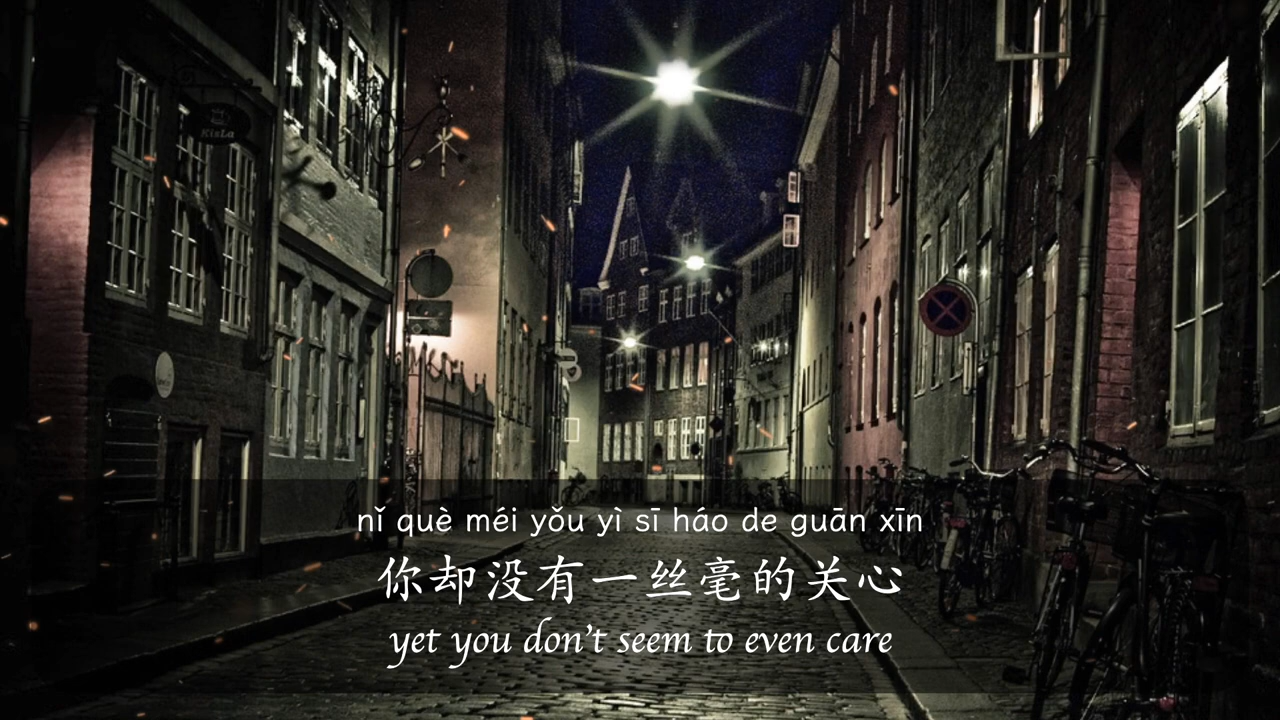 KizLa
nǐ què méi yǒu yì sī háo de guān xīn
你却没有一丝毫的关心
yet you don't seem to even care